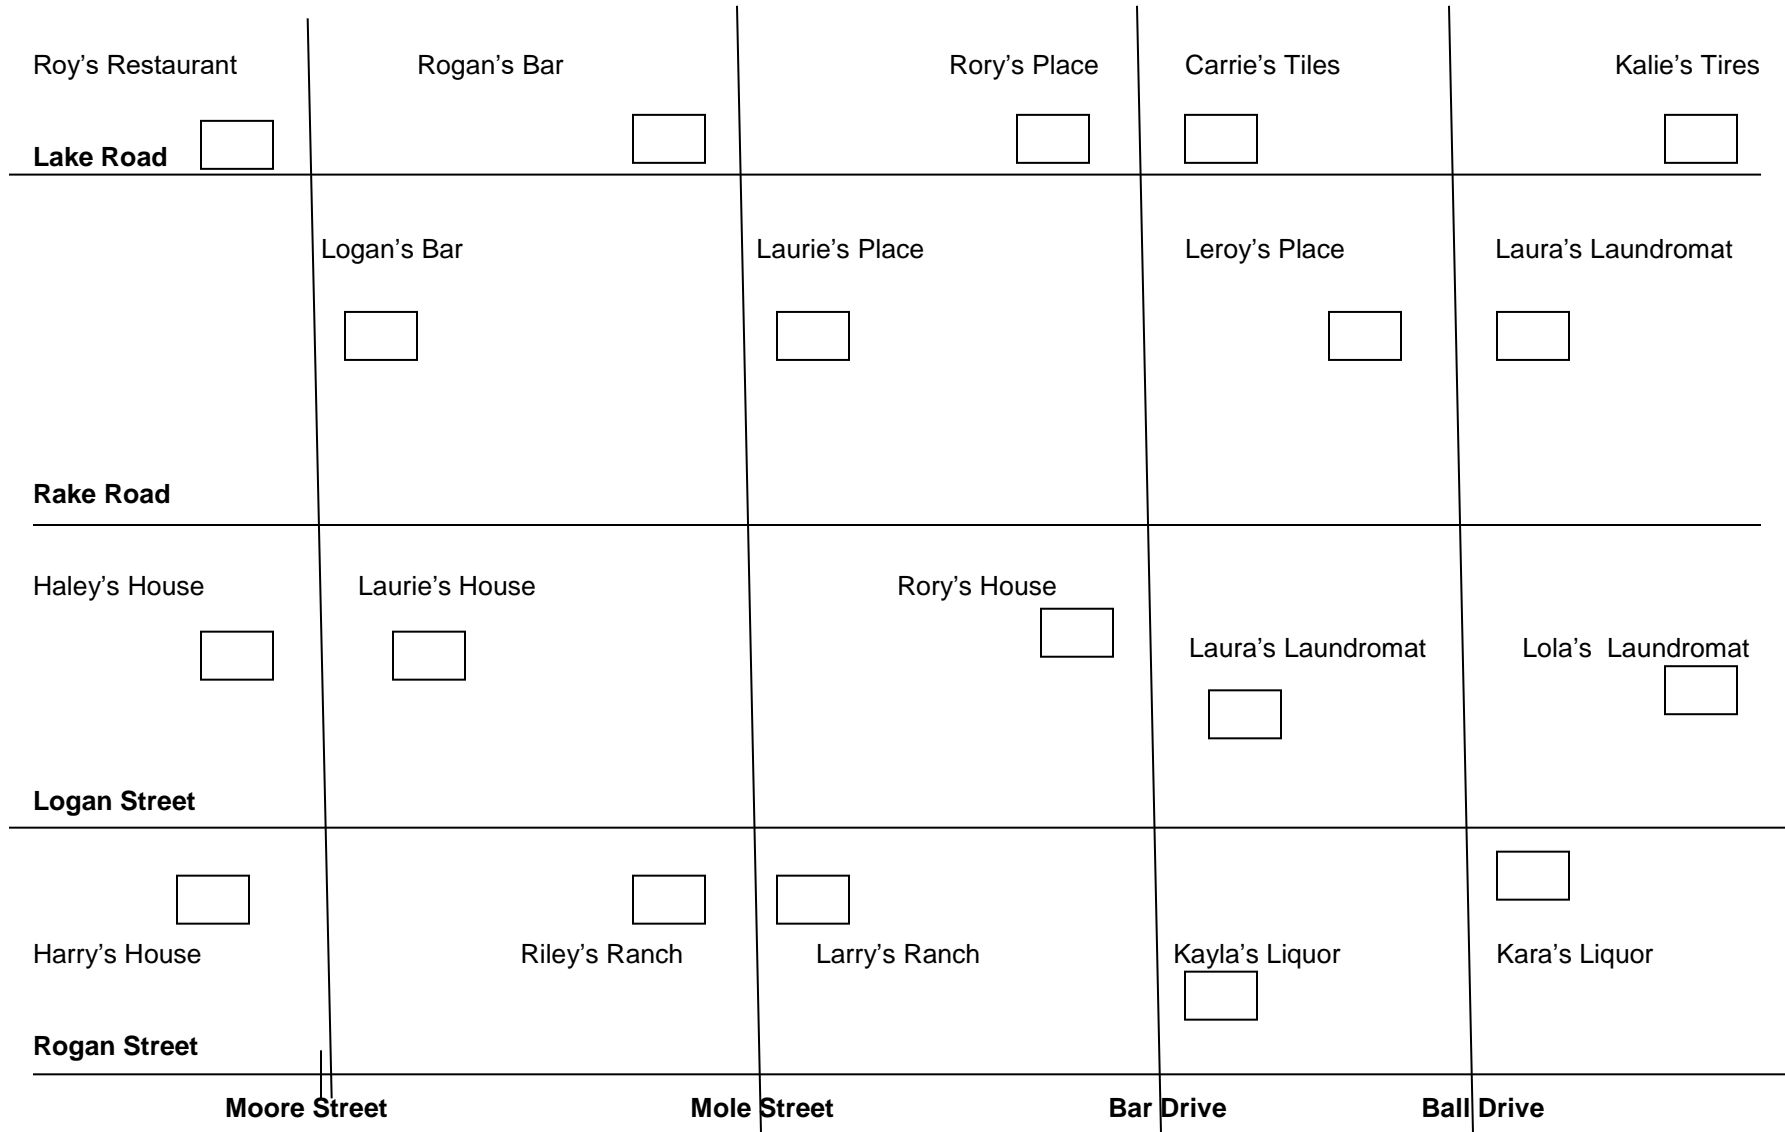 Roy's Restaurant Rogan's Bar Rory's Place Carrie's Tiles Kalie's Tires
Lake Road
Logan's Bar Laurie's Place Leroy's Place Laura's Laundromat
Rake Road
Haley's House Laurie's House Rory's House
Laura's Laundromat Lola's  Laundromat
Logan Street
Harry's House Riley's Ranch Larry's Ranch Kayla's Liquor Kara's Liquor
Rogan Street
Moore Street Mole Street Bar Drive Ball Drive